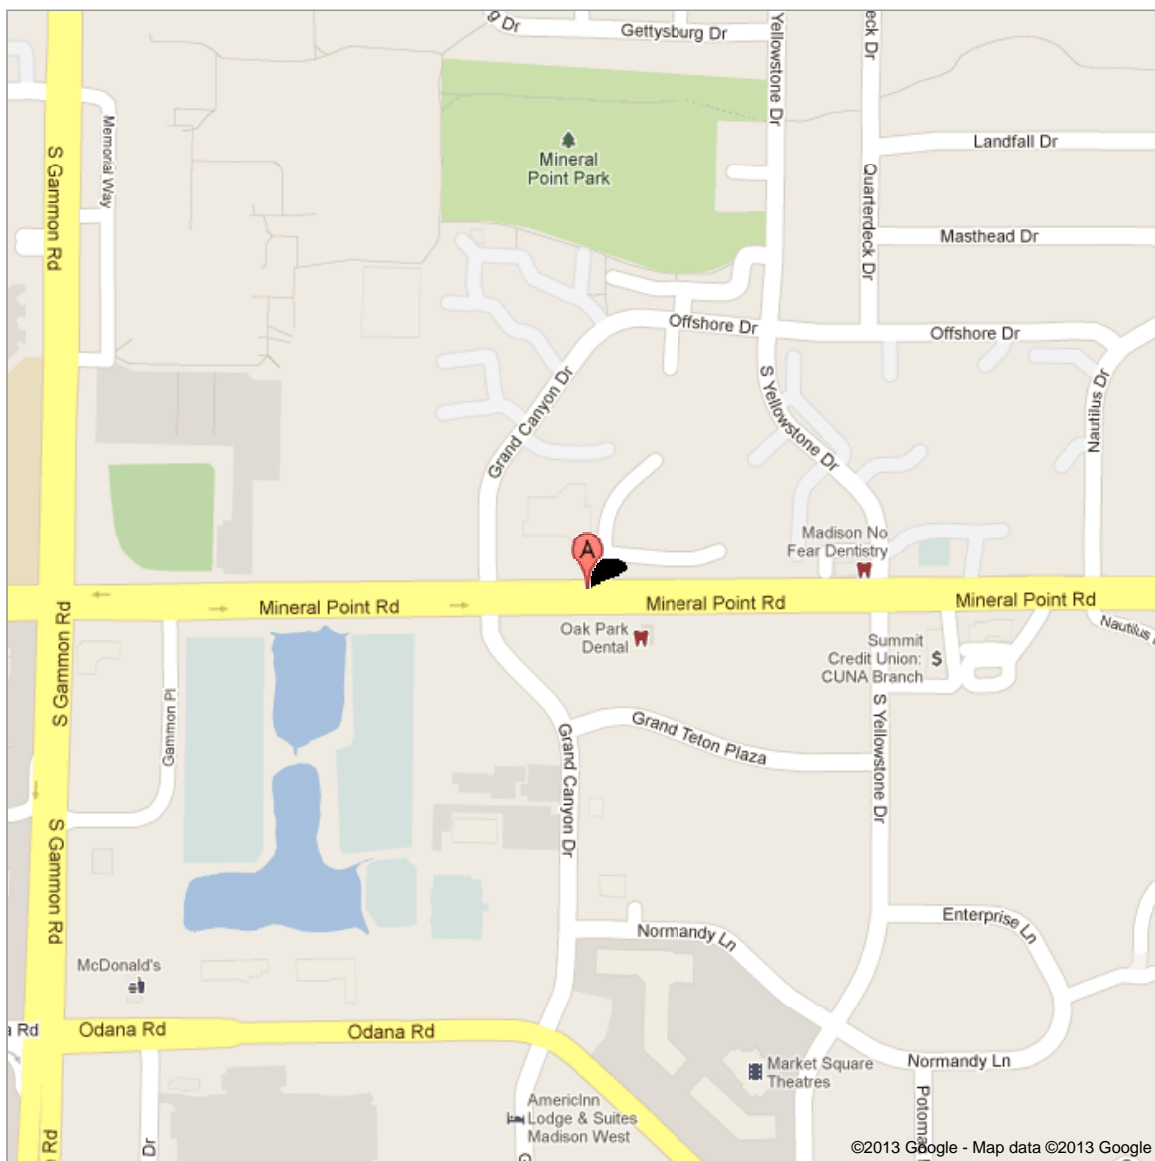 g Dr
Gettysburg Dr
Yellowstone Dr
eck Dr
S Gammon Rd
Memorial Way
Mineral
Point Park
Landfall Dr
Quarterdeck Dr
Masthead Dr
Offshore Dr
Offshore Dr
Grand Canyon Dr
S Yellowstone Dr
Nautilus Dr
Madison No
Fear Dentistry
A
Mineral Point Rd
Mineral Point Rd
Mineral Point Rd
S Gammon Rd
Oak Park
Dental
Summit
Credit Union:
CUNA Branch
$
Nautilus
Gammon Pl
Grand Teton Plaza
Grand Canyon Dr
S Yellowstone Dr
S Gammon Rd
Enterprise Ln
Normandy Ln
McDonald's
a Rd
Odana Rd
Odana Rd
Normandy Ln
Market Square
Theatres
AmericInn
Lodge & Suites
Madison West
Potoma
Rd
Dr
G
©2013 Google - Map data ©2013 Google